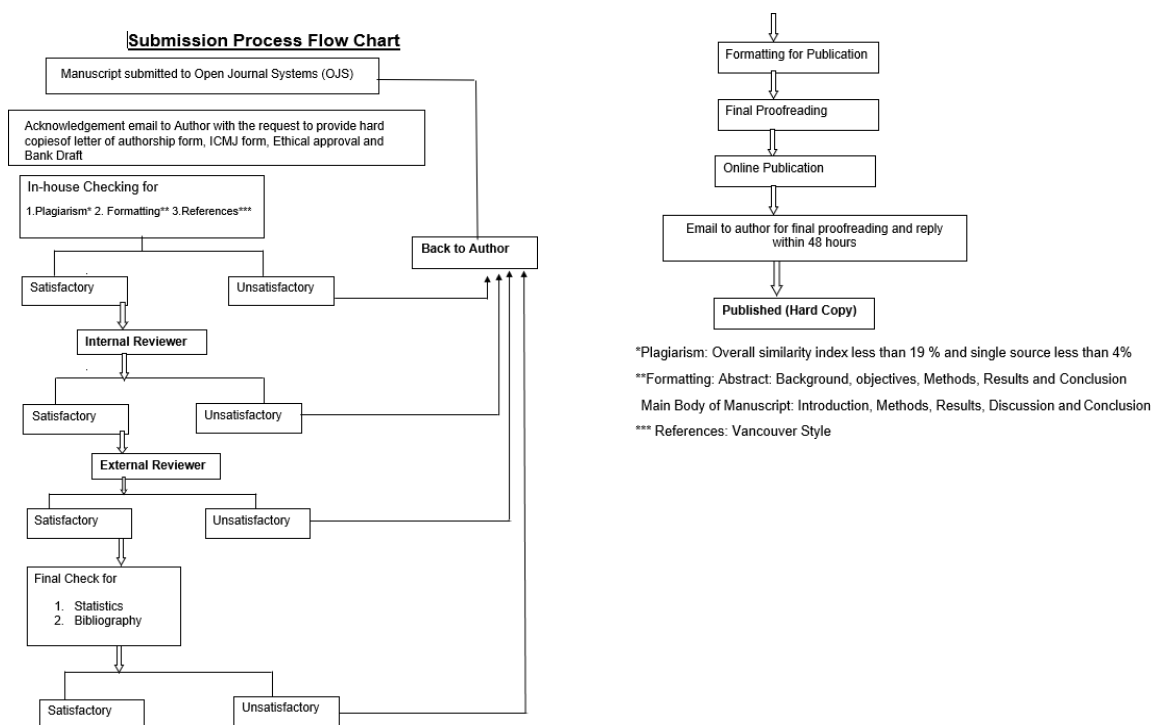 Submission Process Flow Chart
Manuscript submitted to Open Journal Systems (OJS)
Acknowledgement email to Author with the request to provide hard
copiesof letter of authorship form, ICMJ form, Ethical approval and
Bank Draft
In-house Checking for
1.Plagiarism* 2. Formatting** 3.References***
Back to Author
Satisfactory
Unsatisfactory
Internal Reviewer
Satisfactory
Unsatisfactory
External Reviewer
Satisfactory
Unsatisfactory
Final Check for
1. Statistics
2. Bibliography
Satisfactory
Unsatisfactory
Formatting for Publication
Final Proofreading
Online Publication
Email to author for final proofreading and reply
within 48 hours
Published (Hard Copy)
*Plagiarism: Overall similarity index less than 19 % and single source less than 4%
**Formatting: Abstract: Background, objectives, Methods, Results and Conclusion
Main Body of Manuscript: Introduction, Methods, Results, Discussion and Conclusion
*** References: Vancouver Style